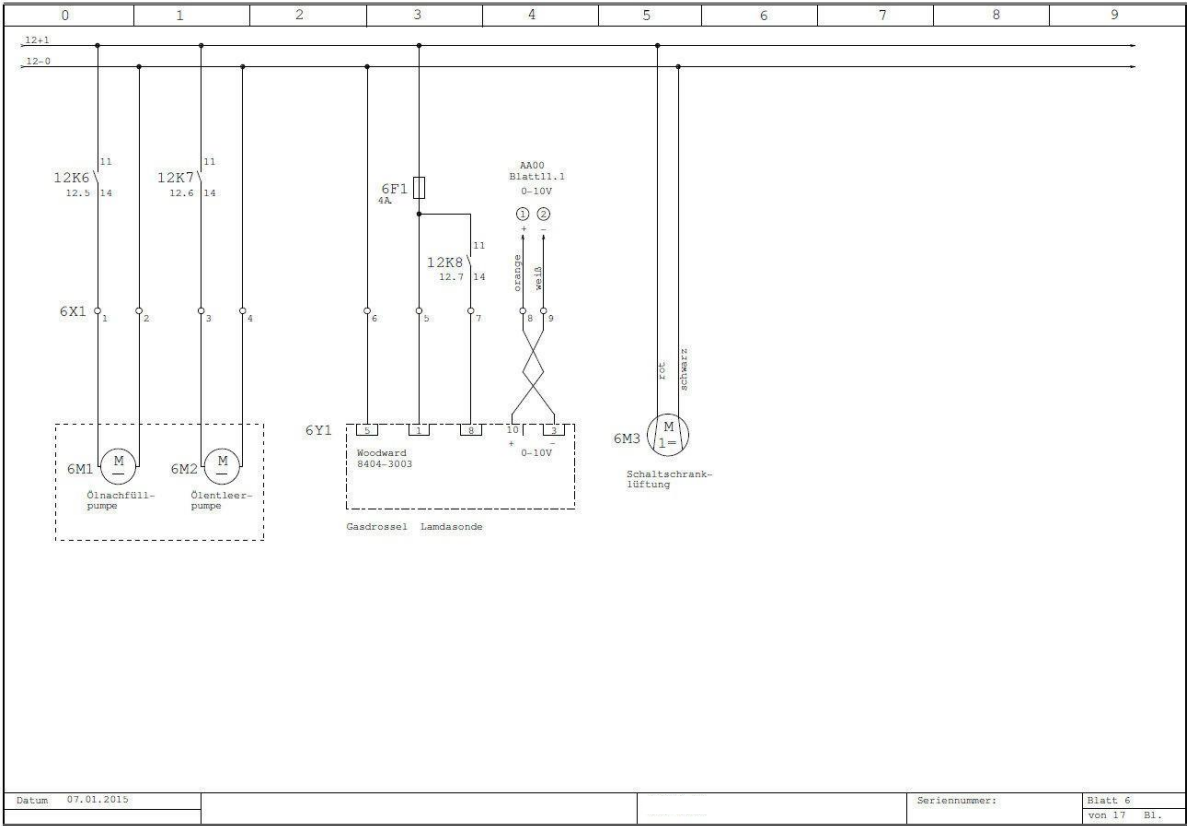 0 1 2 3 4 5 6 7 8 9
12+1
12-0
11 11
12K6 12K7
12.5 14 12.6 14
6F1
4A
AA00
Blatt11.1
0-10V
1 2
+ -
11
12K8
12.7 14
orange weiß
6X1 1 2 3 4 6 5 7 8 9
rot schwarz
6Y1 5 1 8 10 3
+ -
Woodward 0-10V
8404-3003
6M1 M 6M2 M
Ölnachfüll- Ölentleer-
pumpe pumpe
6M3 M
1=
Schaltschrank-
lüftung
Gasdrossel Lamdasonde
Datum 07.01.2015 Seriennummer: Blatt 6
von 17 Bl.